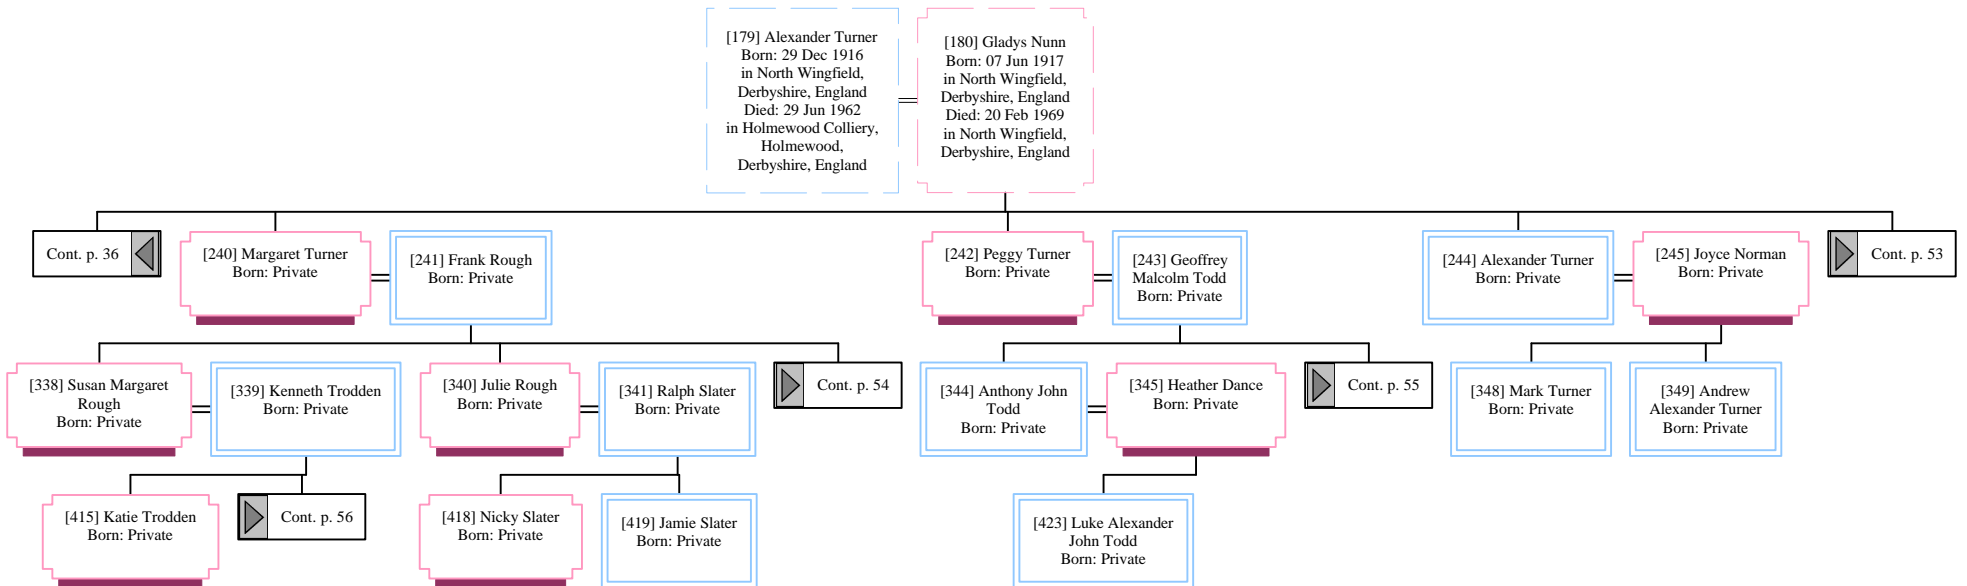 [179] Alexander Turner
Born: 29 Dec 1916
in North Wingfield,
Derbyshire, England
Died: 29 Jun 1962
in Holmewood Colliery,
Holmewood,
Derbyshire, England
[180] Gladys Nunn
Born: 07 Jun 1917
in North Wingfield,
Derbyshire, England
Died: 20 Feb 1969
in North Wingfield,
Derbyshire, England
Cont. p. 36
[240] Margaret Turner
Born: Private
[241] Frank Rough
Born: Private
[242] Peggy Turner
Born: Private
[243] Geoffrey
Malcolm Todd
Born: Private
[244] Alexander Turner
Born: Private
[245] Joyce Norman
Born: Private
Cont. p. 53
[338] Susan Margaret
Rough
Born: Private
[339] Kenneth Trodden
Born: Private
[340] Julie Rough
Born: Private
[341] Ralph Slater
Born: Private
Cont. p. 54
[344] Anthony John
Todd
Born: Private
[345] Heather Dance
Born: Private
Cont. p. 55
[348] Mark Turner
Born: Private
[349] Andrew
Alexander Turner
Born: Private
[415] Katie Trodden
Born: Private
Cont. p. 56
[418] Nicky Slater
Born: Private
[419] Jamie Slater
Born: Private
[423] Luke Alexander
John Todd
Born: Private